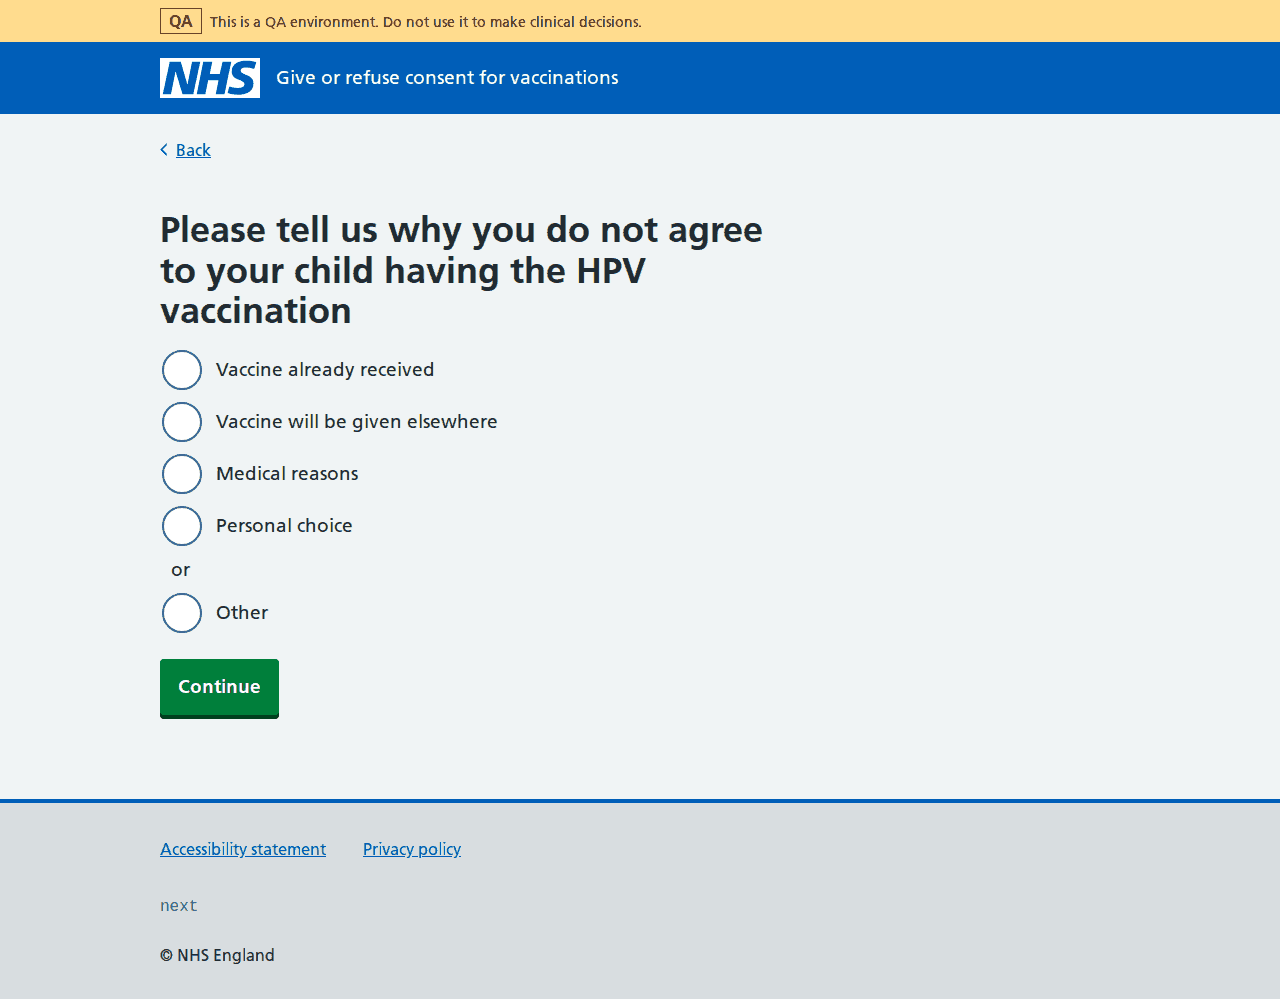 QA This is a QA environment. Do not use it to make clinical decisions.
NHS Give or refuse consent for vaccinations
Back
Please tell us why you do not agree
to your child having the HPV
vaccination
Vaccine already received
Vaccine will be given elsewhere
Medical reasons
Personal choice
or
Other
Continue
Accessibility statement Privacy policy
next
© NHS England